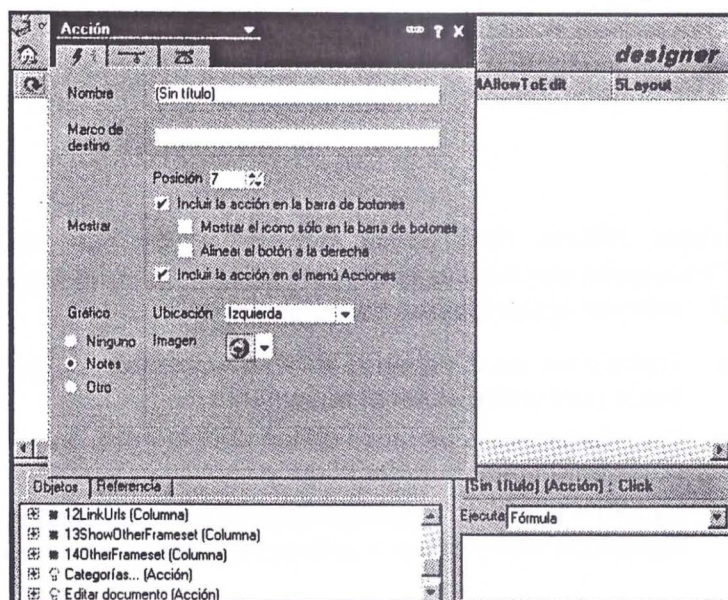 Acción
? X
designer
4AllowToEdit 5Layout
Nombre (Sin título)
Marco de
destino
Posición 7
Incluir la acción en la barra de botones
Mostrar
Mostrar el icono sólo en la barra de botones
Alinear el botón a la derecha
Incluir la acción en el menú Acciones
Gráfico Ubicación Izquierda
Ninguno Imagen
Notes
Otro
Objetos Referencia
(Sin título) (Acción) : Click
12LinkUrls (Columna)
Ejecuta Fórmula
13ShowOtherFrameset (Columna)
14OtherFrameset (Columna)
Categorías... (Acción)
Editar documento (Acción)